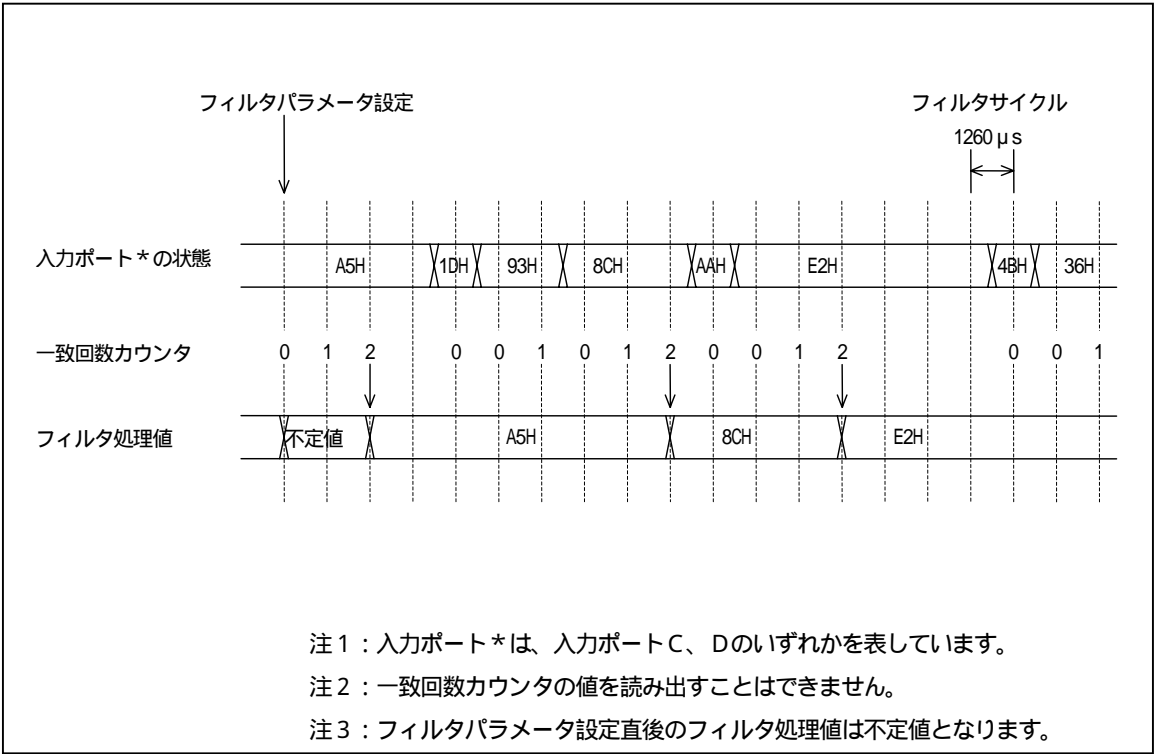 フィルタパラメータ設定
フィルタサイクル
1260μs
入力ポート*の状態 A5H 1DH 93H 8CH AAH E2H 4BH 36H
一致回数カウンタ 0 1 2 0 0 1 0 1 2 0 0 1 2 0 0 1
フィルタ処理値 不定値 A5H 8CH E2H
注1:入力ポート*は、入力ポートC、Dのいずれかを表しています。
注2:一致回数カウンタの値を読み出すことはできません。
注3:フィルタパラメータ設定直後のフィルタ処理値は不定値となります。